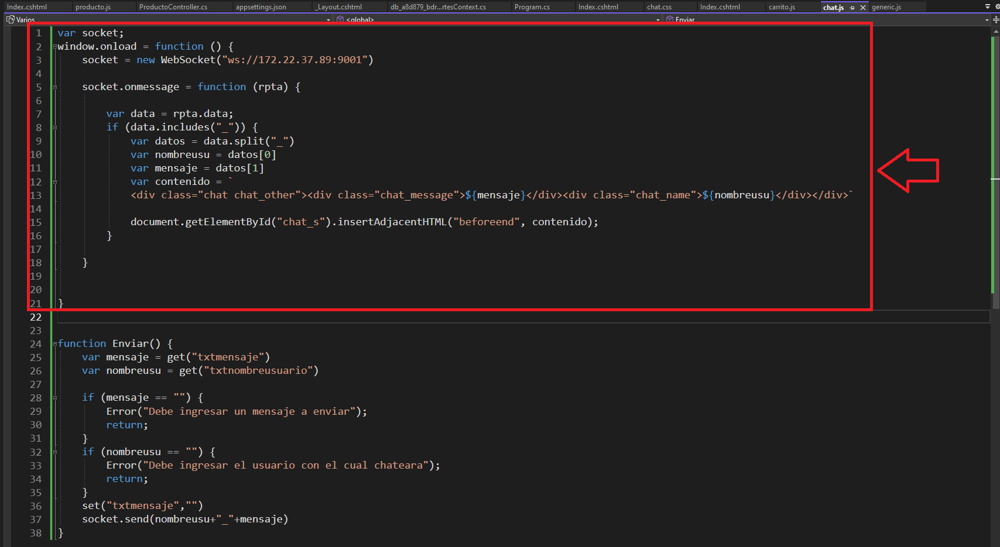 Index.cshtml producto.js ProductoController.cs appsettings.json _Layout.cshtml db_a8d879_bdr...rtesContext.cs Program.cs Index.cshtml chat.css Index.cshtml carrito.js chat.js generic.js
Varios <global> Enviar
1 var socket;
2 window.onload = function () {
3 socket = new WebSocket("ws://172.22.37.89:9001")
4
5 socket.onmessage = function (rpta) {
6
7 var data = rpta.data;
8 if (data.includes("_")) {
9 var datos = data.split("_")
10 var nombreusu = datos[0]
11 var mensaje = datos[1]
12 var contenido = `
13 <div class="chat chat_other"><div class="chat_message">${mensaje}</div><div class="chat_name">${nombreusu}</div></div>`
14
15 document.getElementById("chat_s").insertAdjacentHTML("beforeend", contenido);
16 }
17
18 }
19
20
21 }
22
23
24 function Enviar() {
25 var mensaje = get("txtmensaje")
26 var nombreusu = get("txtnombreusuario")
27
28 if (mensaje == "") {
29 Error("Debe ingresar un mensaje a enviar");
30 return;
31 }
32 if (nombreusu == "") {
33 Error("Debe ingresar el usuario con el cual chateara");
34 return;
35 }
36 set("txtmensaje","")
37 socket.send(nombreusu+"_"+mensaje)
38 }